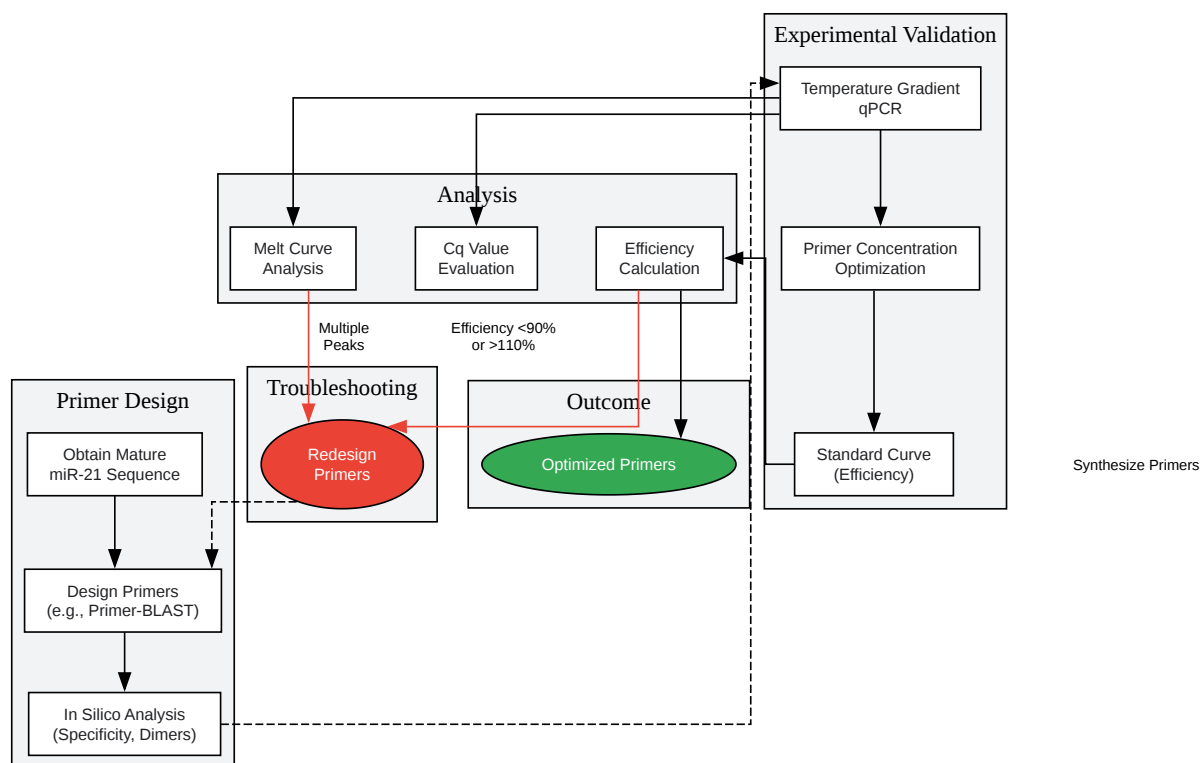 Experimental Validation
Temperature Gradient
qPCR
Analysis
Melt Curve
Analysis
Cq Value
Evaluation
Efficiency
Calculation
Primer Concentration
Optimization
Multiple
Peaks
Efficiency <90%
or >110%
Troubleshooting
Redesign
Primers
Outcome
Optimized Primers
Standard Curve
(Efficiency)
Synthesize Primers
Primer Design
Obtain Mature
miR-21 Sequence
Design Primers
(e.g., Primer-BLAST)
In Silico Analysis
(Specificity, Dimers)